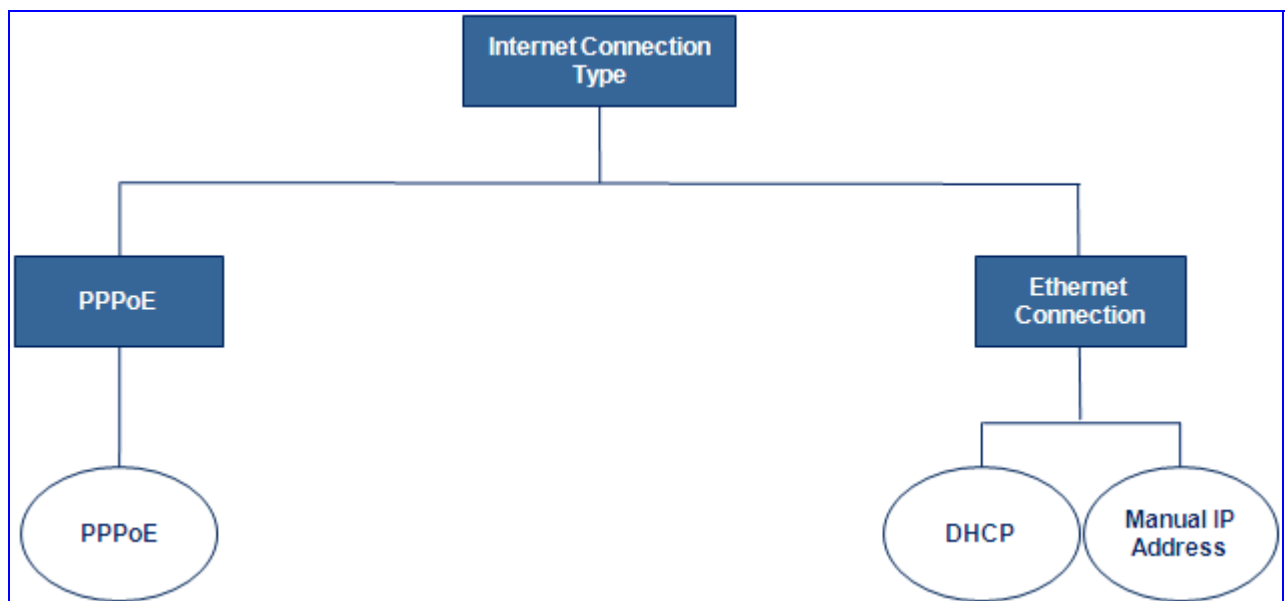 Internet Connection
Type
PPPoE
Ethernet
Connection
PPPoE
DHCP
Manual IP
Address